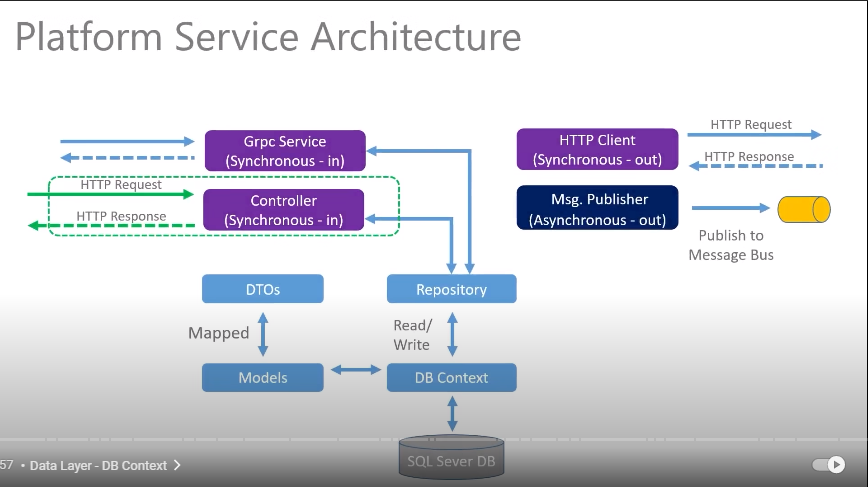 Platform Service Architecture
Grpc Service
(Synchronous - in)
HTTP Request
HTTP Response
Controller
(Synchronous - in)
HTTP Client
(Synchronous - out)
HTTP Request
HTTP Response
Msg. Publisher
(Asynchronous - out)
Publish to
Message Bus
DTOs
Repository
Mapped
Read/
Write
Models
DB Context
SQL Sever DB
57 • Data Layer - DB Context